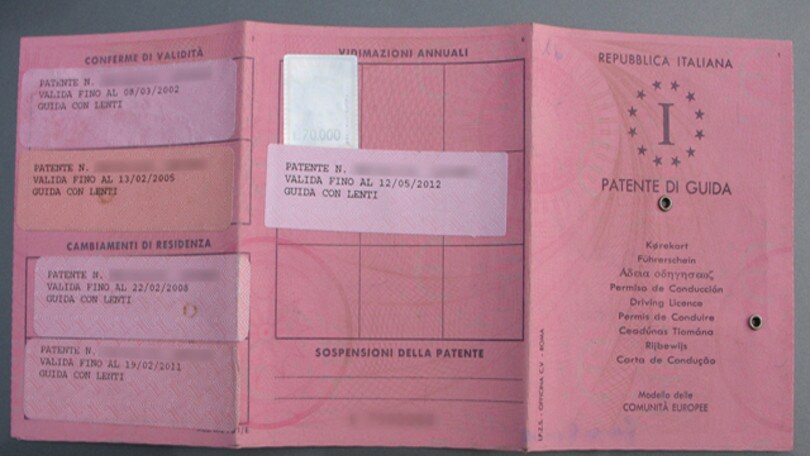 CONFERME DI VALIDITÀ
PATENTE N.
VALIDA FINO AL 08/03/2002
GUIDA CON LENTI
PATENTE N.
VALIDA FINO AL 13/02/2005
GUIDA CON LENTI
CAMBIAMENTI DI RESIDENZA
PATENTE N.
VALIDA FINO AL 22/02/2008
GUIDA CON LENTI
PATENTE N.
VALIDA FINO AL 19/02/2011
GUIDA CON LENTI
VIDIMAZIONI ANNUALI
70.000
PATENTE N.
VALIDA FINO AL 12/05/2012
GUIDA CON LENTI
SOSPENSIONI DELLA PATENTE
I.P.Z.S. - OFFICINA C.V. - ROMA
REPUBBLICA ITALIANA
I
PATENTE DI GUIDA
Kørekort
Führerschein
Άδεια οδηγήσεως
Permiso de Conducción
Driving Licence
Permis de Conduire
Ceadúnas Tiomána
Rijbewijs
Carta de Condução
Modello delle
COMUNITÀ EUROPEE